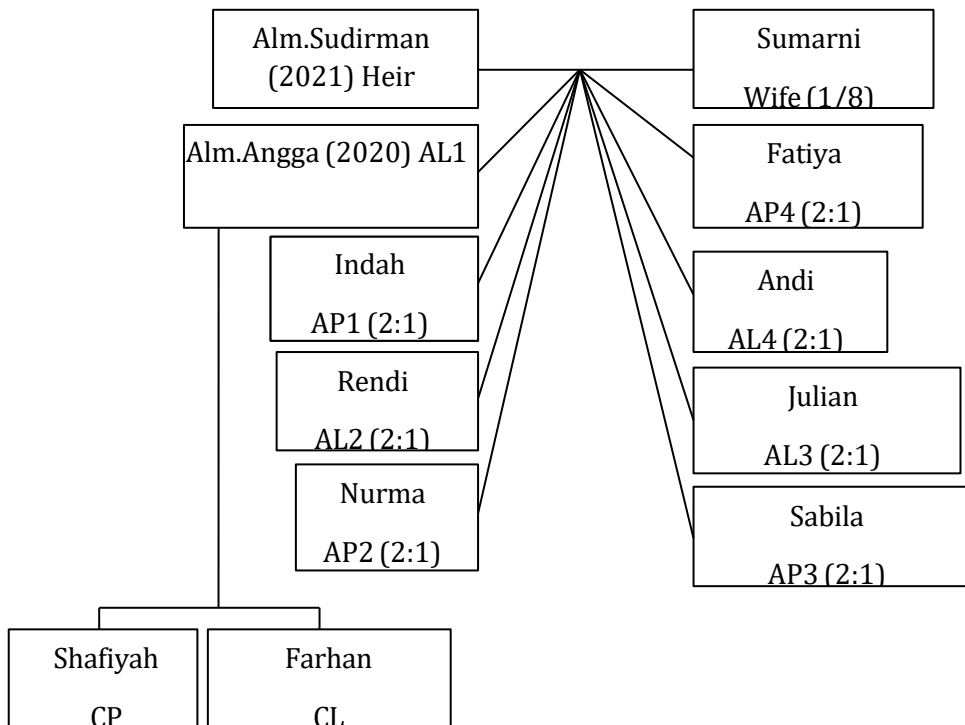 Alm.Sudirman
(2021) Heir
Sumarni
Wife (1/8)
Alm.Angga (2020) AL1
Fatiya
AP4 (2:1)
Indah
AP1 (2:1)
Andi
AL4 (2:1)
Rendi
AL2 (2:1)
Julian
AL3 (2:1)
Nurma
AP2 (2:1)
Sabila
AP3 (2:1)
Shafiyah
CP
Farhan
CL